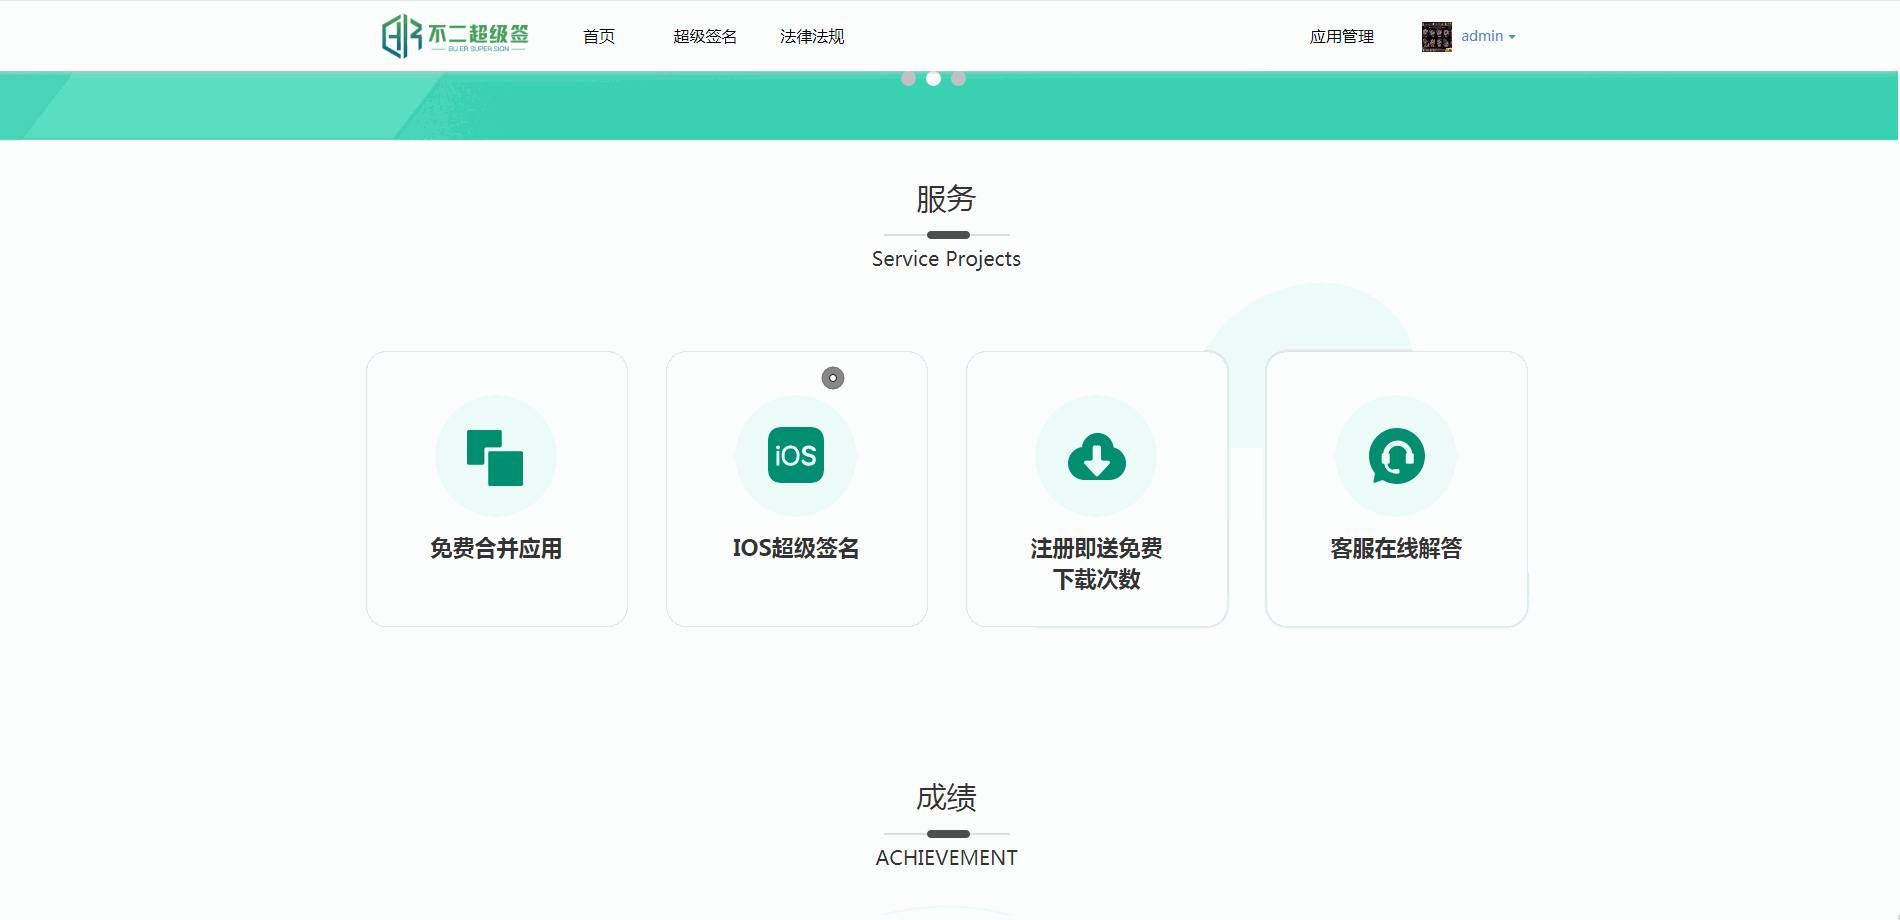 不二超级签
BU ER SUPER SIGN
首页
超级签名
法律法规
应用管理
admin
服务
Service Projects
iOS
免费合并应用
IOS超级签名
注册即送免费
下载次数
客服在线解答
成绩
ACHIEVEMENT